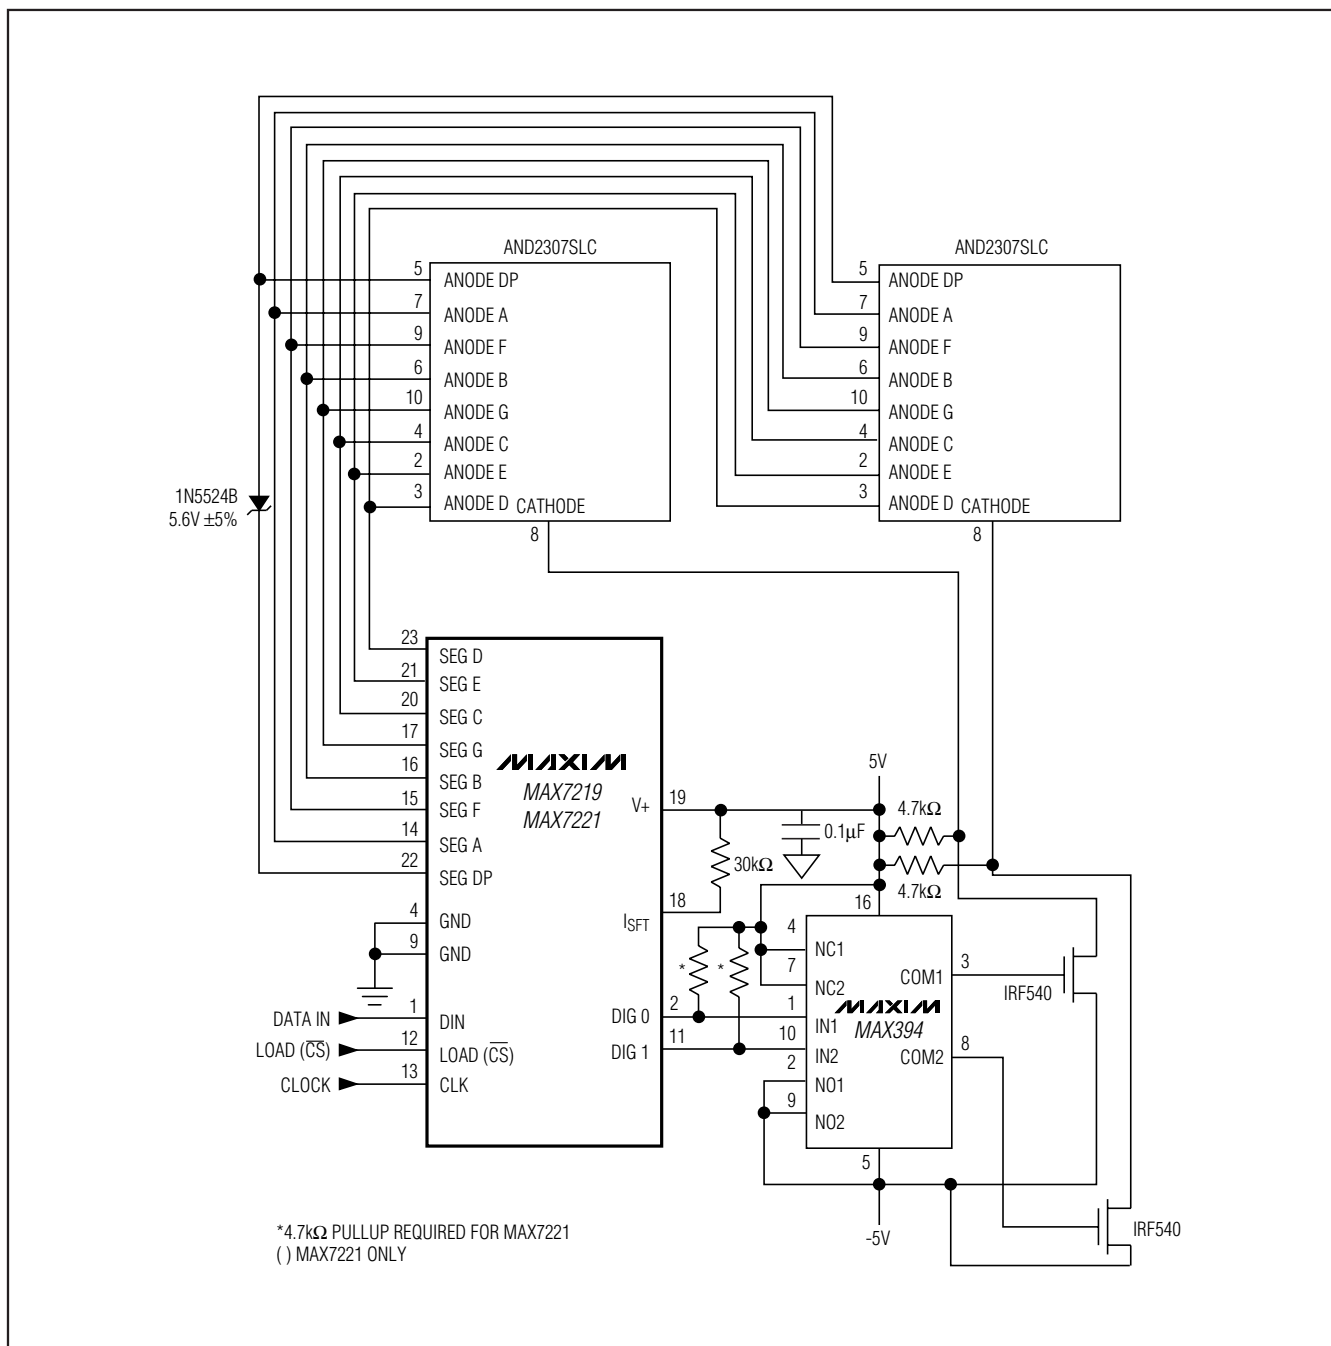 AND2307SLC
AND2307SLC
5 ANODE DP
7 ANODE A
9 ANODE F
6 ANODE B
10 ANODE G
4 ANODE C
2 ANODE E
3 ANODE D
CATHODE
8
5 ANODE DP
7 ANODE A
9 ANODE F
6 ANODE B
10 ANODE G
4 ANODE C
2 ANODE E
3 ANODE D
CATHODE
8
1N5524B
5.6V ±5%
23 SEG D
21 SEG E
20 SEG C
17 SEG G
16 SEG B
15 SEG F
14 SEG A
22 SEG DP
4 GND
9 GND
DATA IN 1 DIN
LOAD (C̅S̅) 12 LOAD (C̅S̅)
CLOCK 13 CLK
MAXIM
MAX7219
MAX7221
V+ 19
ISFT 18
DIG 0 2
DIG 1 11
30kΩ
0.1µF
5V
4.7kΩ
4.7kΩ
*
*
16
4 NC1
7 NC2
1 IN1
10 IN2
2 NO1
9 NO2
MAXIM
MAX394
COM1 3
COM2 8
5
-5V
IRF540
IRF540
*4.7kΩ PULLUP REQUIRED FOR MAX7221
( ) MAX7221 ONLY